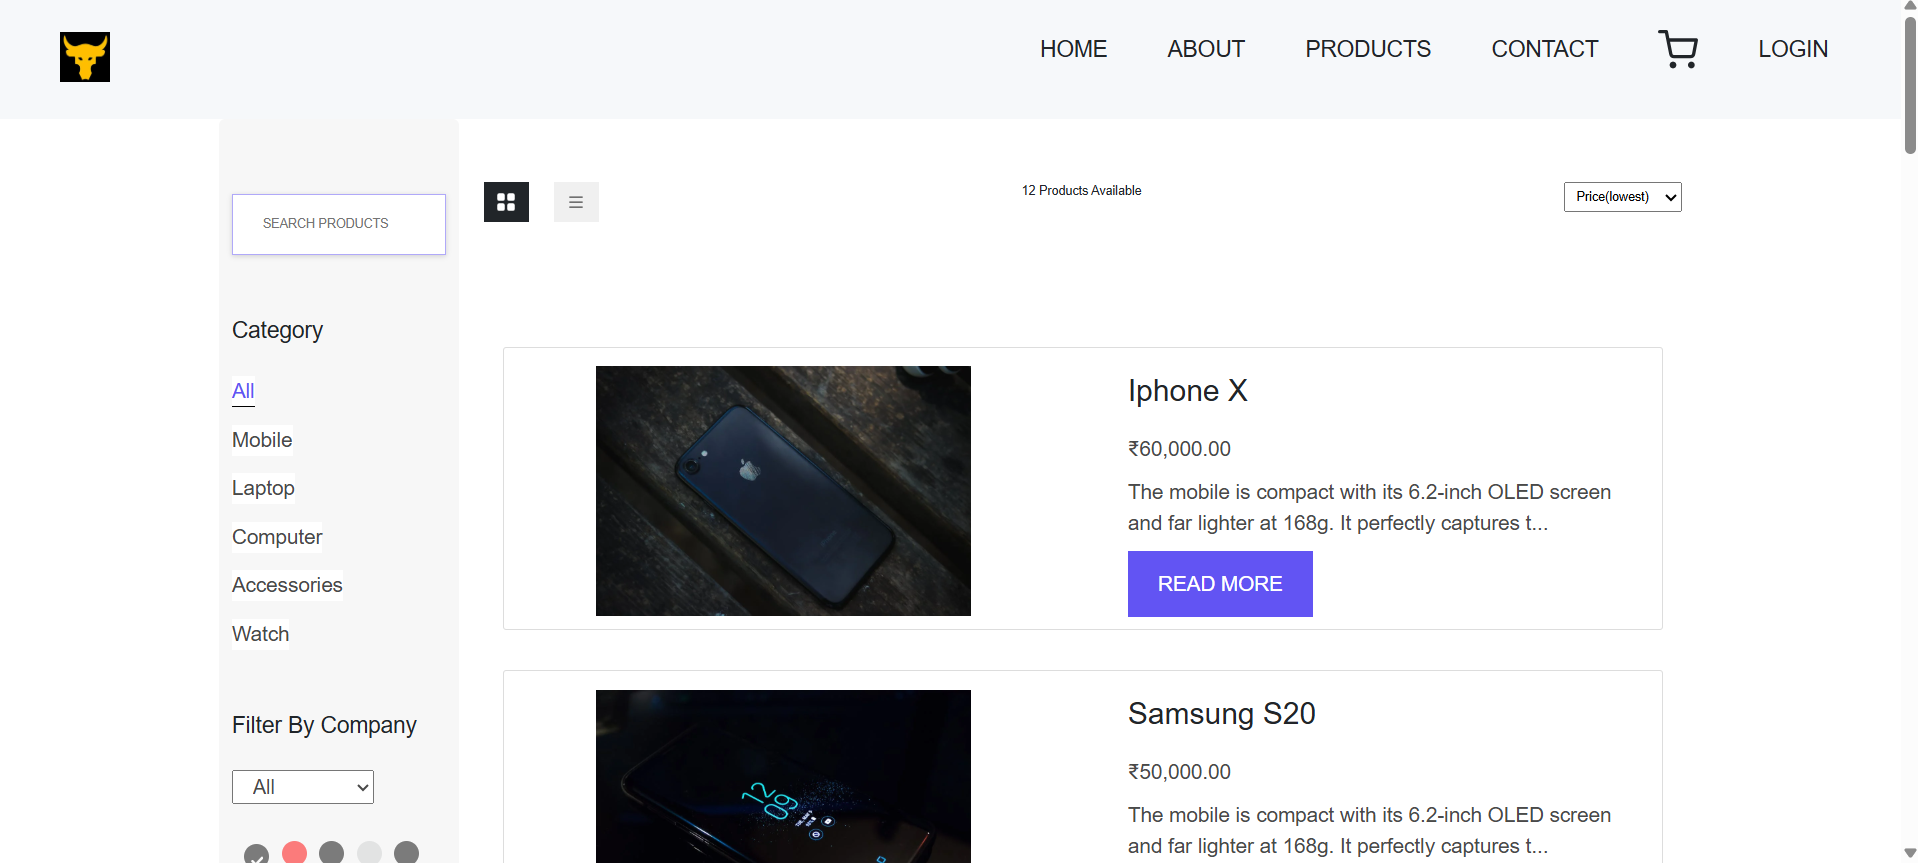 HOME
ABOUT
PRODUCTS
CONTACT
LOGIN
SEARCH PRODUCTS
Category
All
Mobile
Laptop
Computer
Accessories
Watch
Filter By Company
All
12 Products Available
Price(lowest)
Iphone X
₹60,000.00
The mobile is compact with its 6.2-inch OLED screen
and far lighter at 168g. It perfectly captures t...
READ MORE
Samsung S20
₹50,000.00
The mobile is compact with its 6.2-inch OLED screen
and far lighter at 168g. It perfectly captures t...
12
09